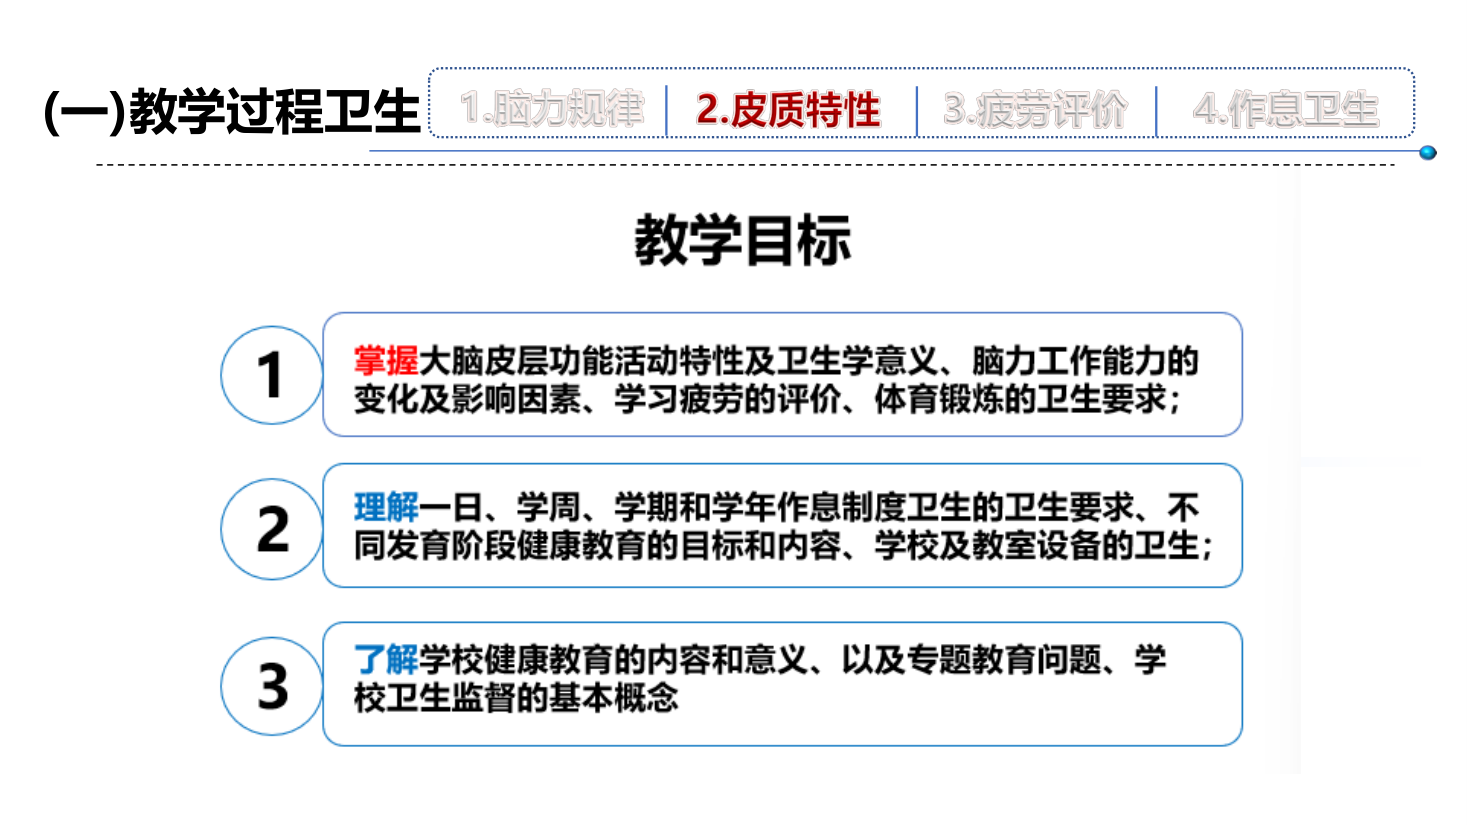 (一)教学过程卫生 1.脑力规律 2.皮质特性 3.疲劳评价 4.作息卫生
教学目标
1
掌握大脑皮层功能活动特性及卫生学意义、脑力工作能力的
变化及影响因素、学习疲劳的评价、体育锻炼的卫生要求；
2
理解一日、学周、学期和学年作息制度卫生的卫生要求、不
同发育阶段健康教育的目标和内容、学校及教室设备的卫生；
3
了解学校健康教育的内容和意义、以及专题教育问题、学
校卫生监督的基本概念